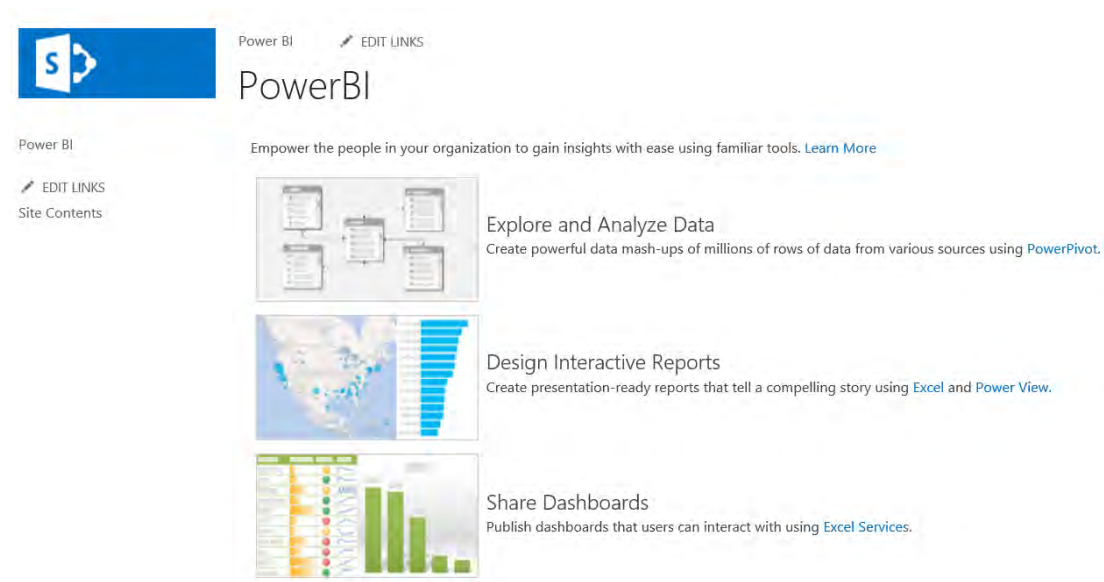 S
Power BI
EDIT LINKS
PowerBI
Power BI
EDIT LINKS
Site Contents
Empower the people in your organization to gain insights with ease using familiar tools. Learn More
Explore and Analyze Data
Create powerful data mash-ups of millions of rows of data from various sources using PowerPivot.
Design Interactive Reports
Create presentation-ready reports that tell a compelling story using Excel and Power View.
Share Dashboards
Publish dashboards that users can interact with using Excel Services.